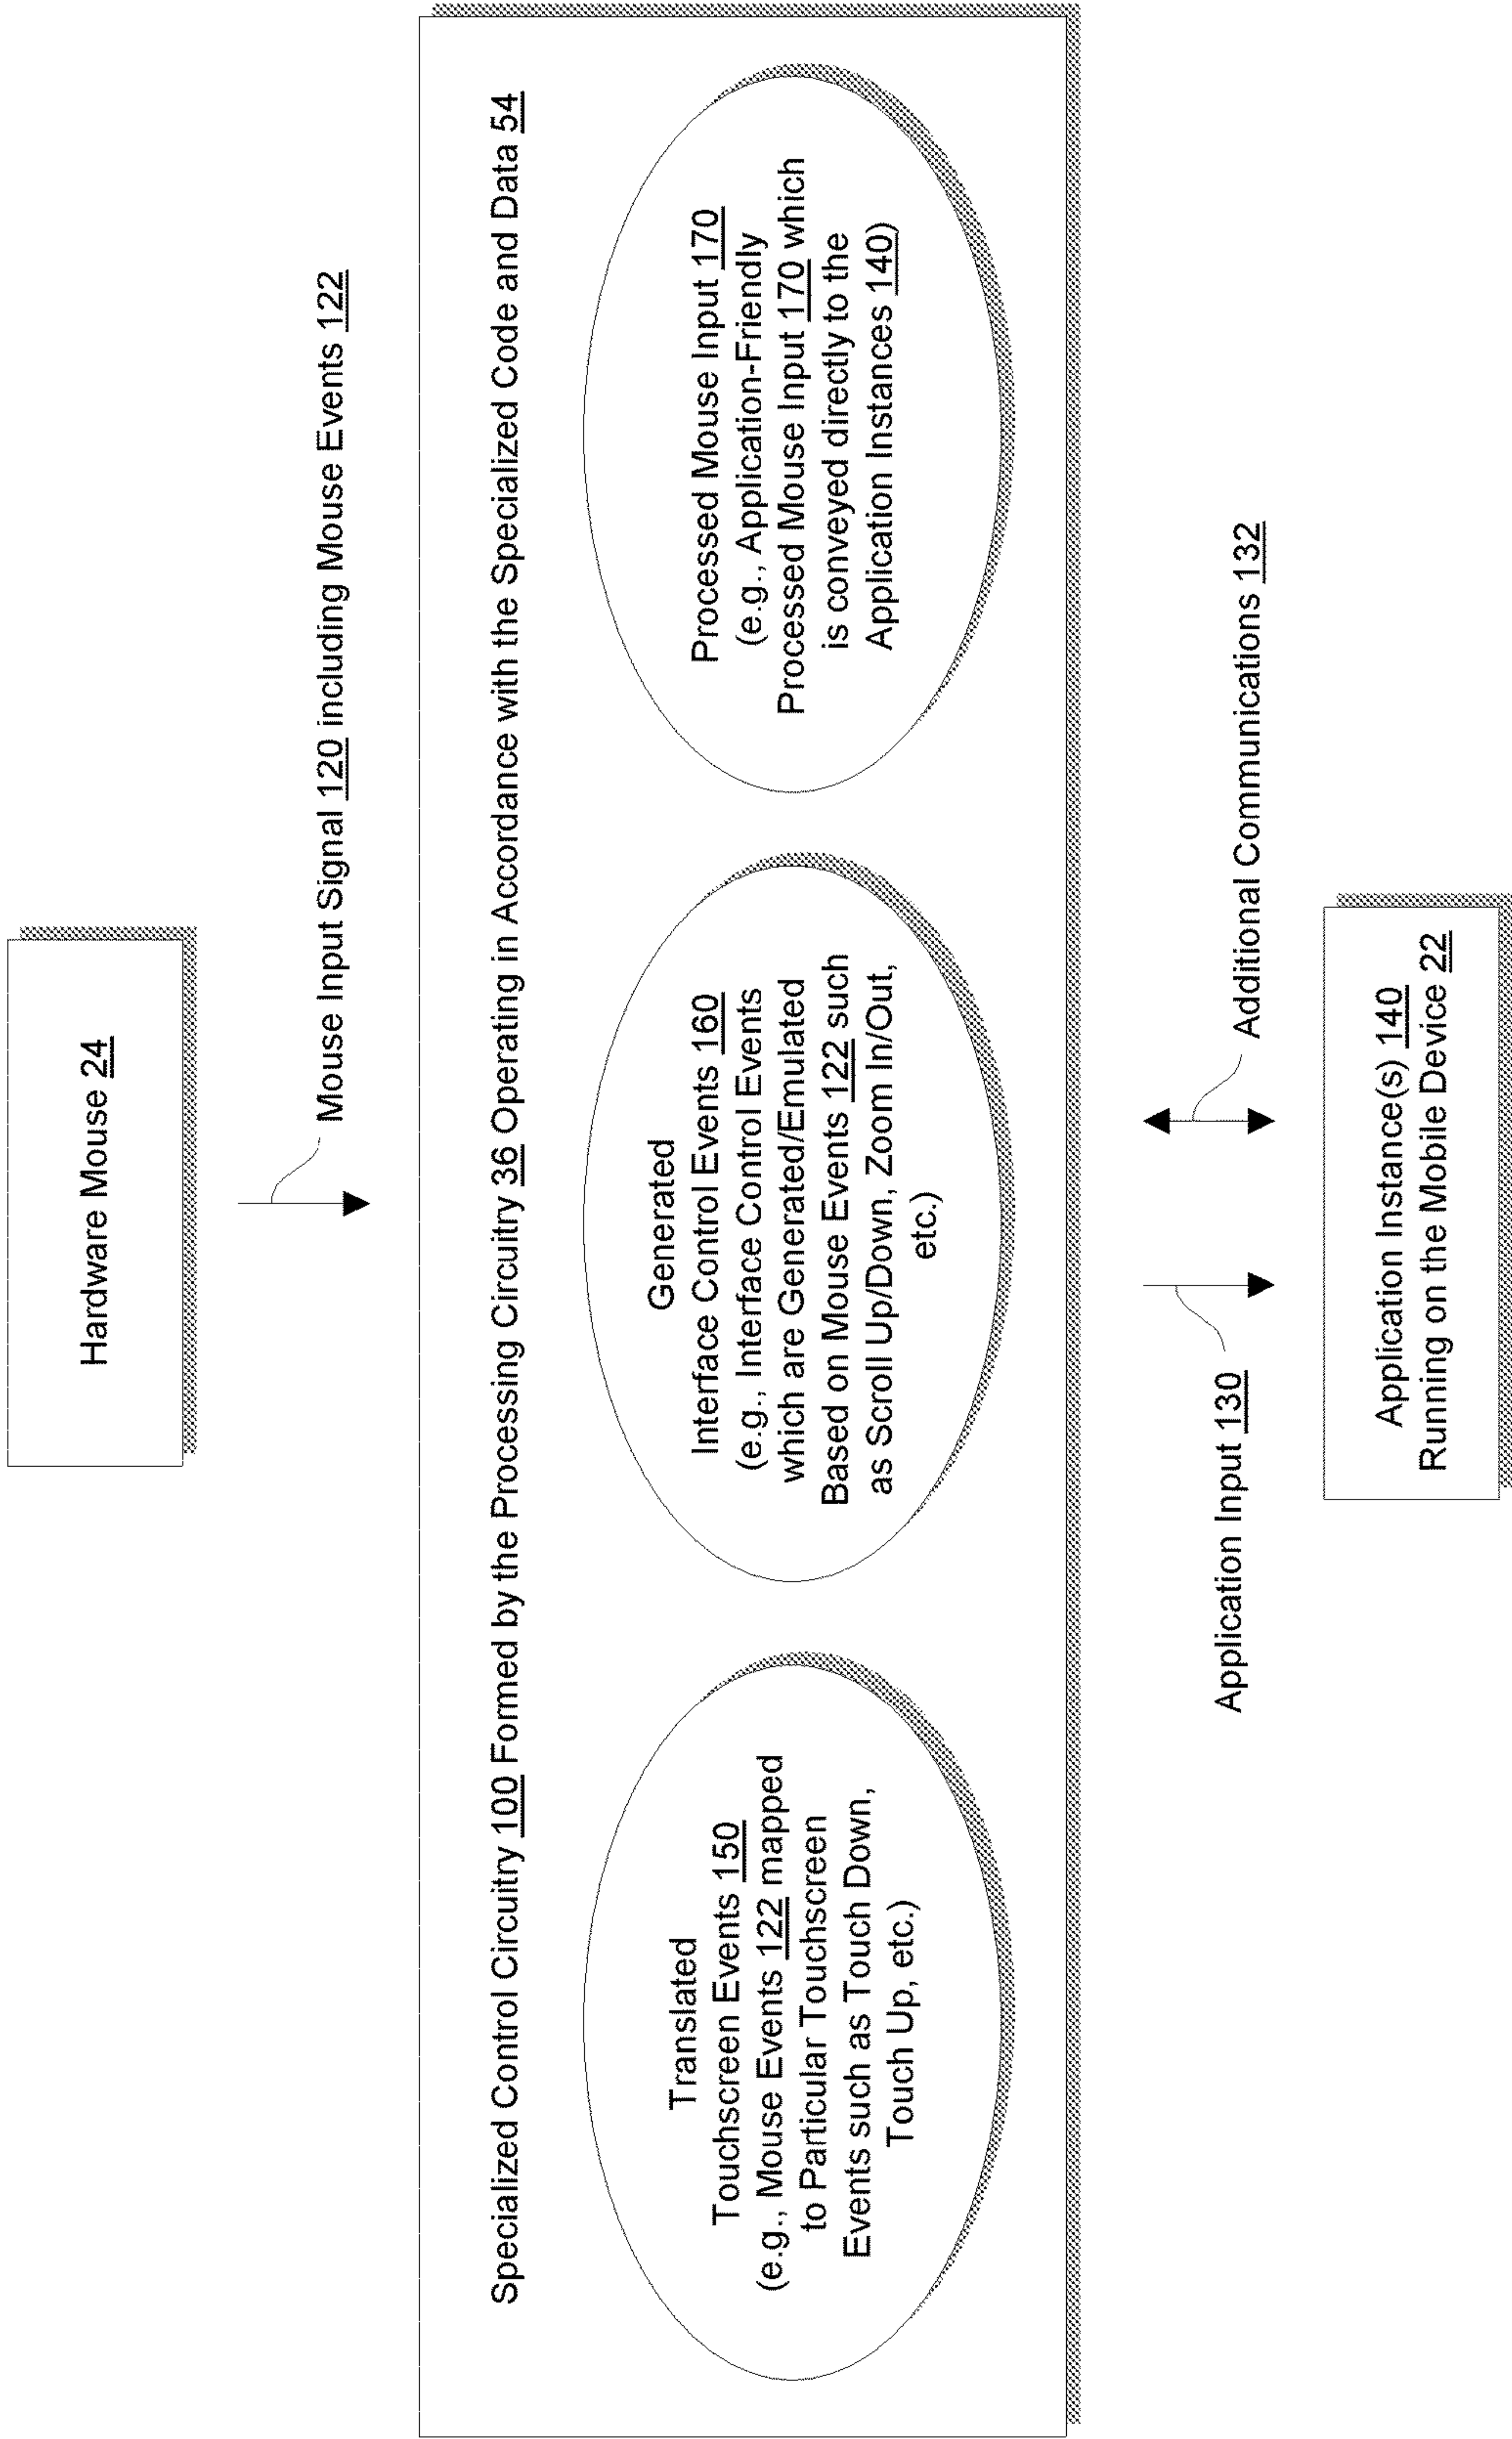 Hardware Mouse 24
Mouse Input Signal 120 including Mouse Events 122
Specialized Control Circuitry 100 Formed by the Processing Circuitry 36 Operating in Accordance with the Specialized Code and Data 54
Translated
Touchscreen Events 150
(e.g., Mouse Events 122 mapped
to Particular Touchscreen
Events such as Touch Down,
Touch Up, etc.)
Generated
Interface Control Events 160
(e.g., Interface Control Events
which are Generated/Emulated
Based on Mouse Events 122 such
as Scroll Up/Down, Zoom In/Out,
etc.)
Processed Mouse Input 170
(e.g., Application-Friendly
Processed Mouse Input 170 which
is conveyed directly to the
Application Instances 140)
Application Input 130
Additional Communications 132
Application Instance(s) 140
Running on the Mobile Device 22